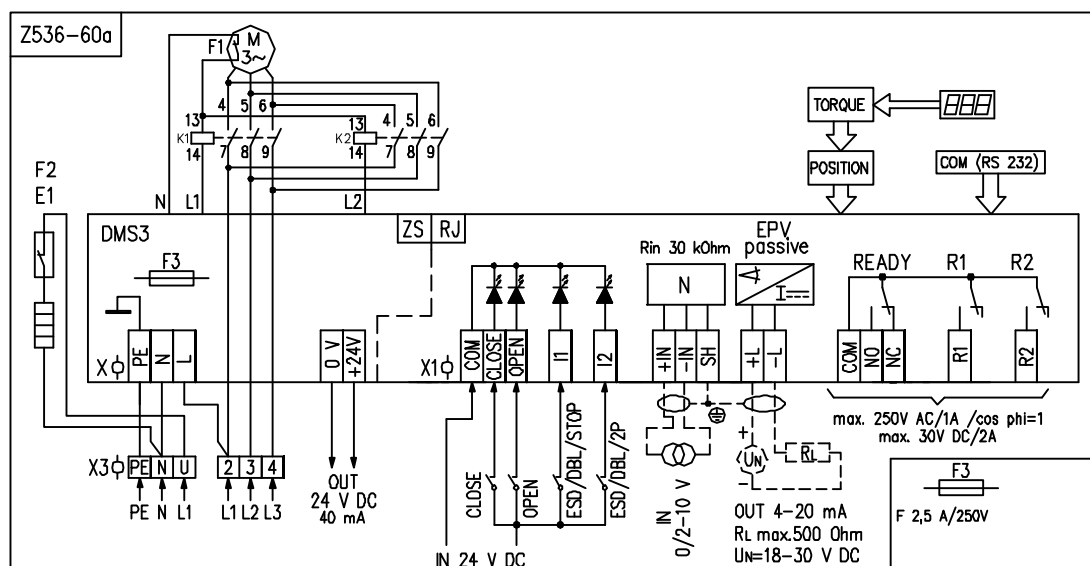 Z536-60a
F1
M
3~
4 5 6
13
K1
14
7 8 9
13
K2
14
4 5 6
7 8 9
TORQUE
POSITION
COM (RS 232)
F2
E1
N L1 L2
DMS3
ZS RJ
F3
Rin 30 kOhm
N
EPV
passive
I
READY R1 R2
X
PE N L
0 V +24V
X1
COM CLOSE OPEN I1 I2
+IN -IN SH
+L -L
COM NO NC R1 R2
max. 250V AC/1A /cos phi=1
max. 30V DC/2A
X3
PE N U 2 3 4
PE N L1 L1 L2 L3
OUT
24 V DC
40 mA
CLOSE
OPEN
ESD/DBL/STOP
ESD/DBL/2P
IN 24 V DC
IN
0/2-10 V
+
UN
-
RL
OUT 4-20 mA
RL max.500 Ohm
UN=18-30 V DC
F3
F 2,5 A/250V